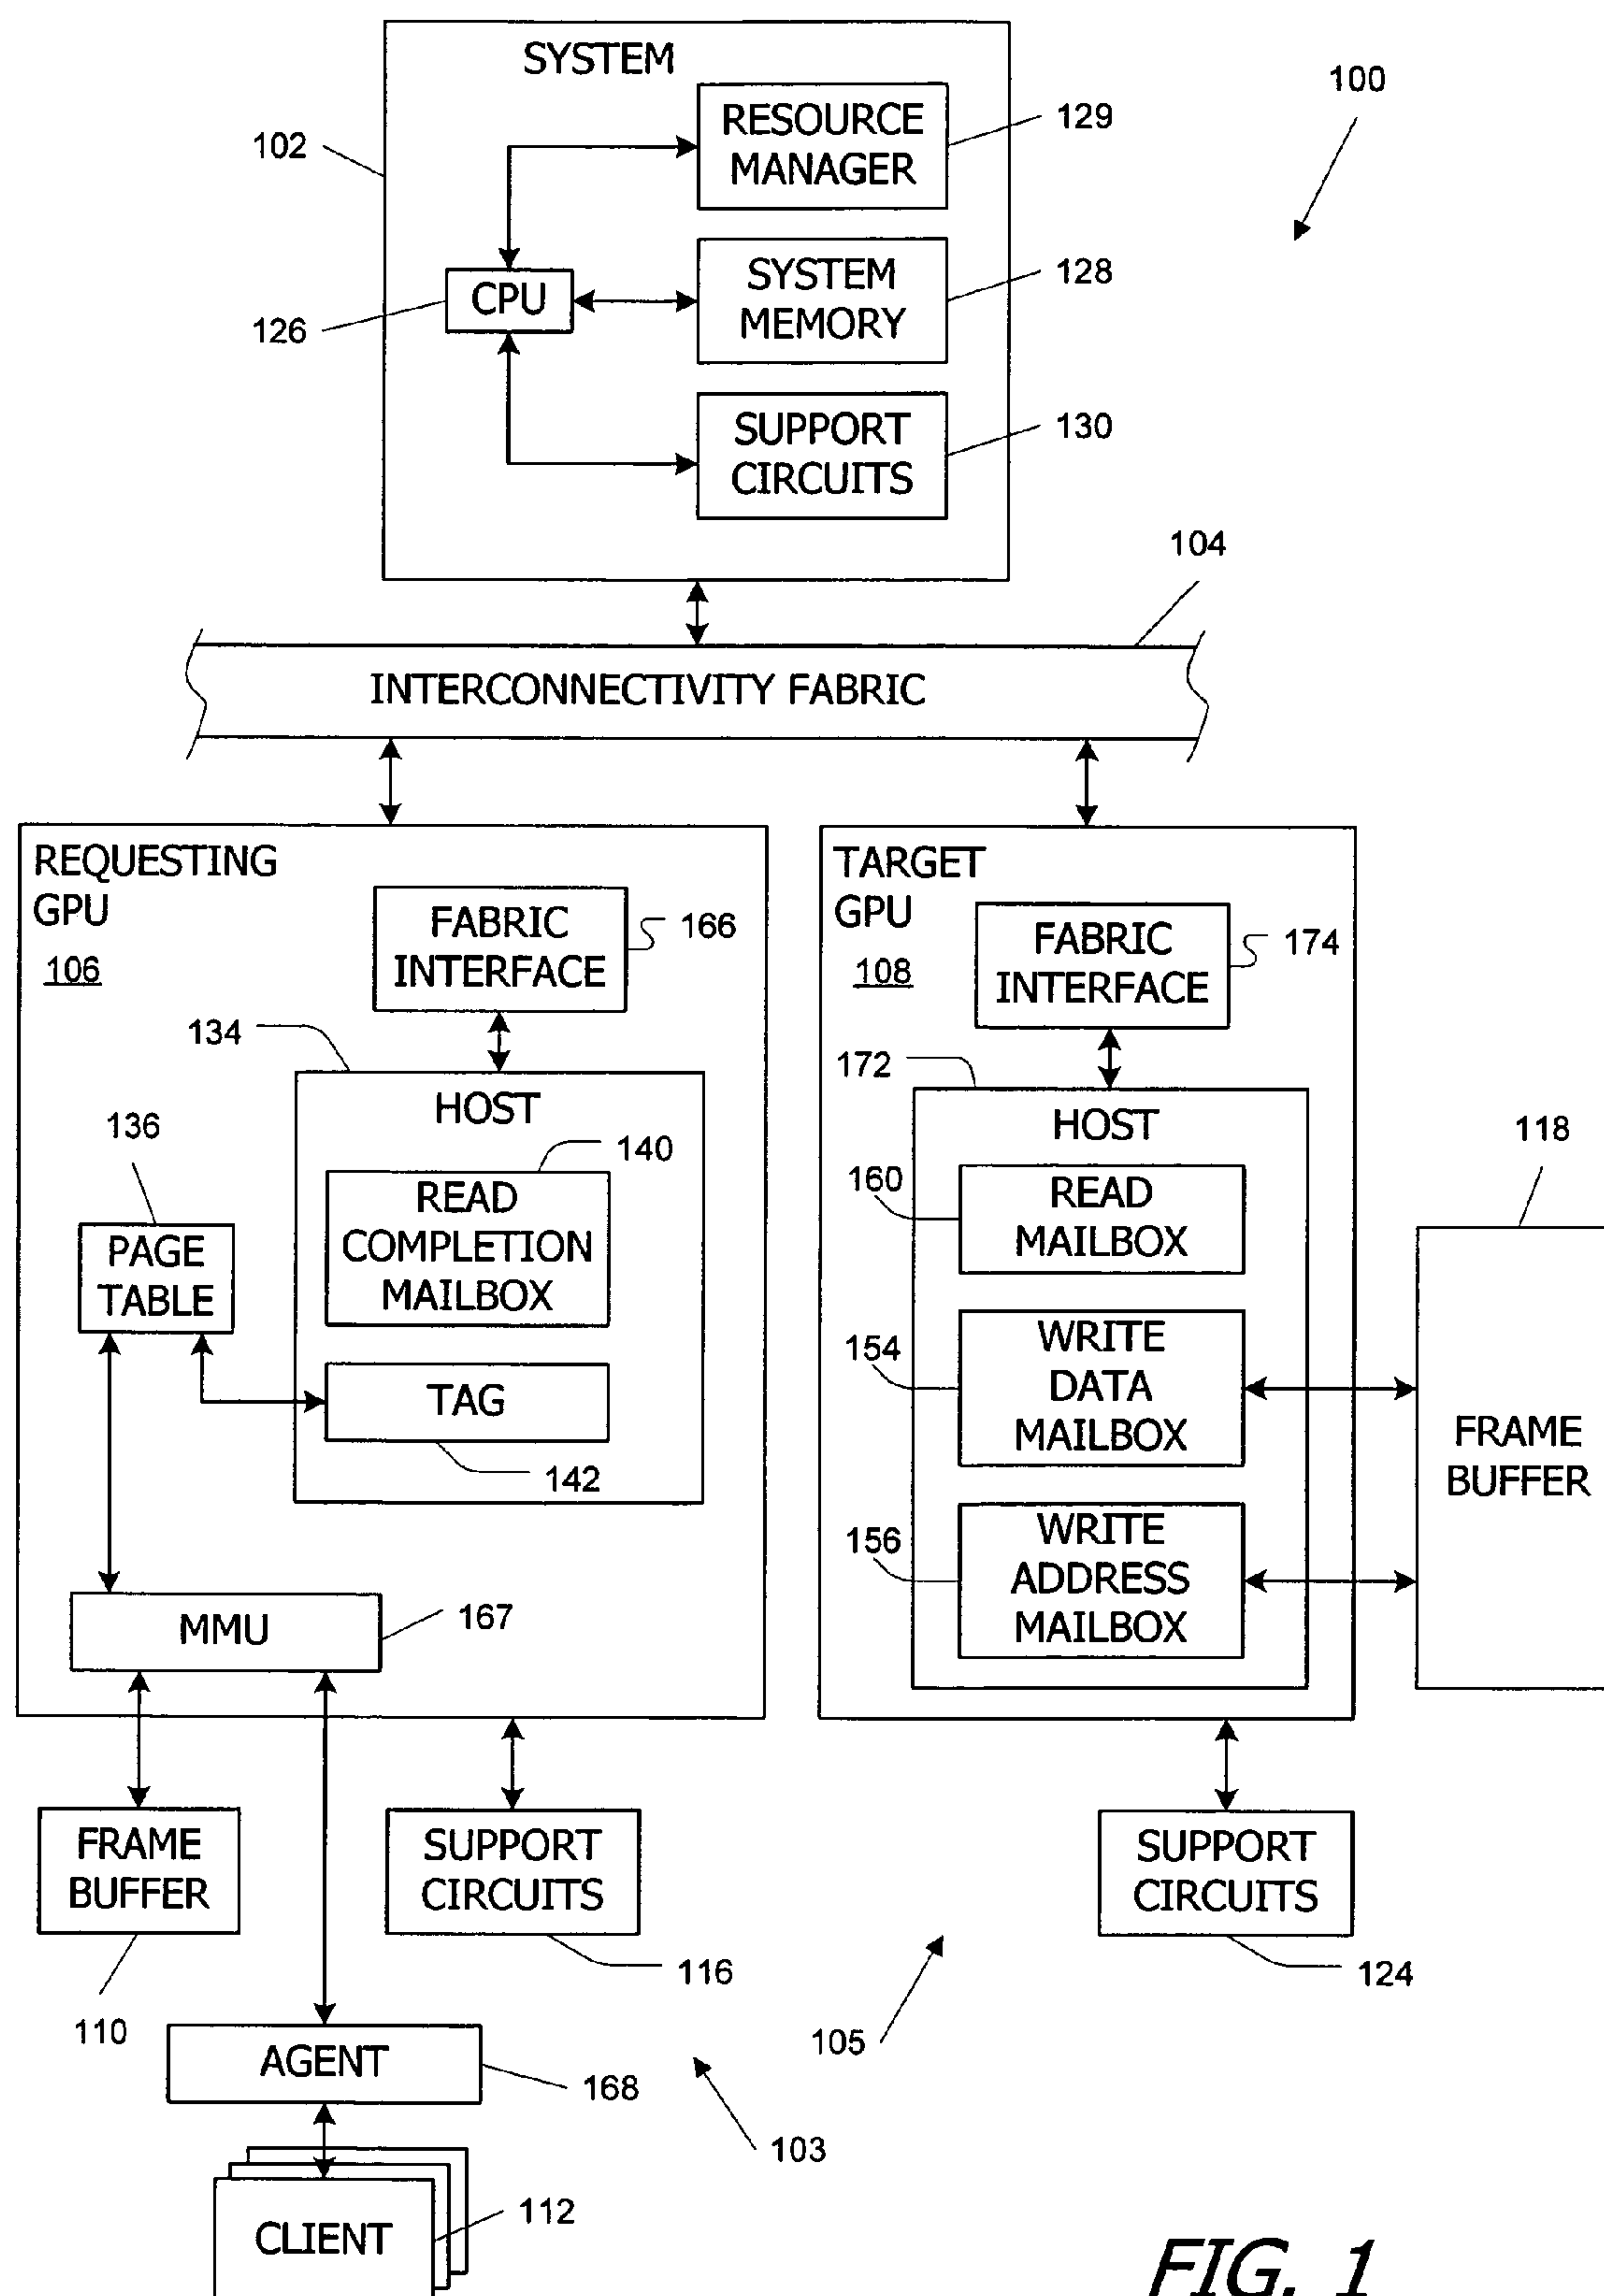 SYSTEM
100
RESOURCE
MANAGER
129
102
SYSTEM
MEMORY
128
CPU
126
SUPPORT
CIRCUITS
130
104
INTERCONNECTIVITY FABRIC
REQUESTING
GPU
106
FABRIC
INTERFACE
166
134
HOST
136
140
READ
COMPLETION
MAILBOX
PAGE
TABLE
TAG
142
MMU
167
TARGET
GPU
108
FABRIC
INTERFACE
174
172
HOST
118
160
READ
MAILBOX
154
WRITE
DATA
MAILBOX
FRAME
BUFFER
156
WRITE
ADDRESS
MAILBOX
FRAME
BUFFER
110
SUPPORT
CIRCUITS
116
SUPPORT
CIRCUITS
124
105
AGENT
168
103
CLIENT
112
FIG. 1